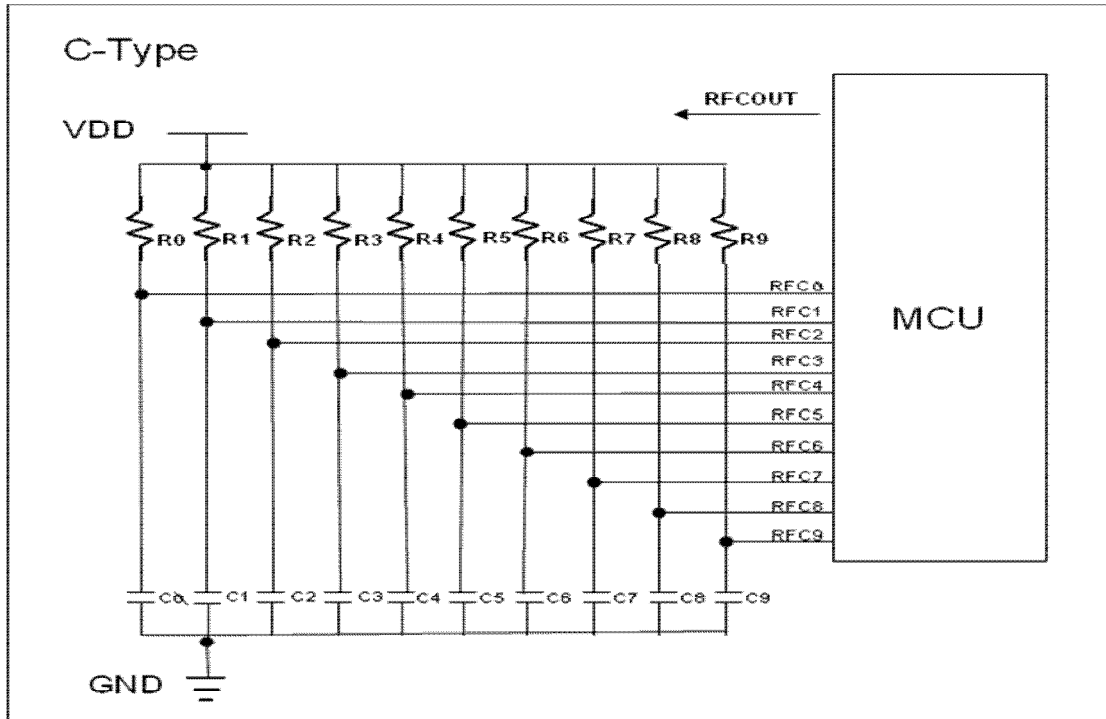 C-Type
RFCOUT
VDD
R0 R1 R2 R3 R4 R5 R6 R7 R8 R9
RFC0
RFC1
MCU
RFC2
RFC3
RFC4
RFC5
RFC6
RFC7
RFC8
RFC9
C0 C1 C2 C3 C4 C5 C6 C7 C8 C9
GND